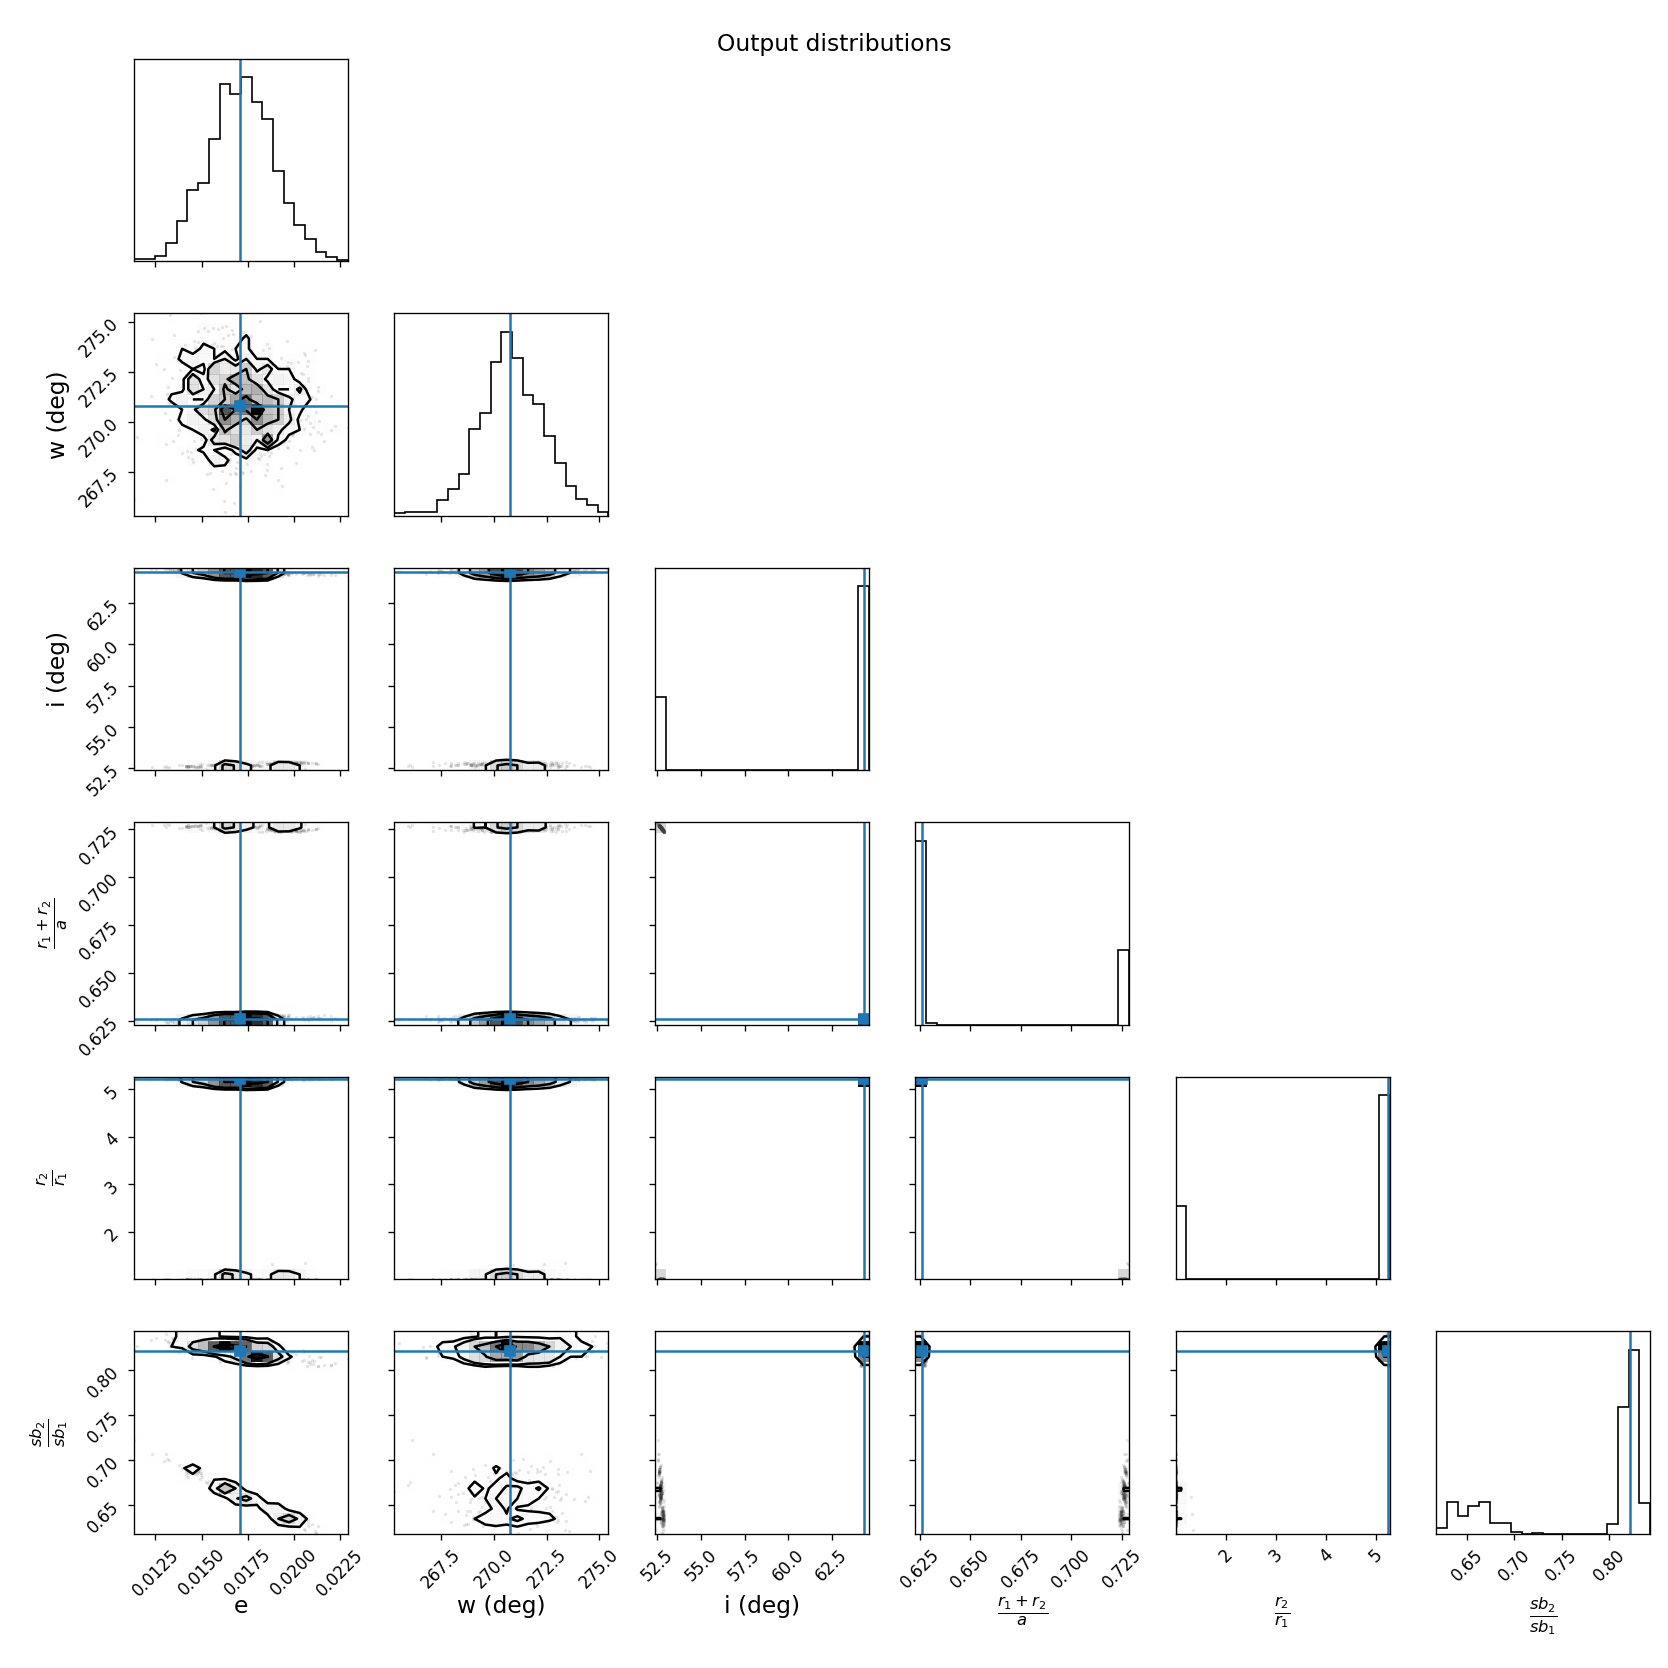 Output distributions
w (deg)
275.0
272.5
270.0
267.5
i (deg)
62.5
60.0
57.5
55.0
52.5
r₁ + r₂
a
0.725
0.700
0.675
0.650
0.625
r₂
r₁
5
4
3
2
sb₂
sb₁
0.80
0.75
0.70
0.65
0.0125 0.0150 0.0175 0.0200 0.0225 267.5 270.0 272.5 275.0 52.5 55.0 57.5 60.0 62.5 0.625 0.650 0.675 0.700 0.725 2 3 4 5 0.65 0.70 0.75 0.80
e w (deg) i (deg)
r₁ + r₂
a
r₂
r₁
sb₂
sb₁